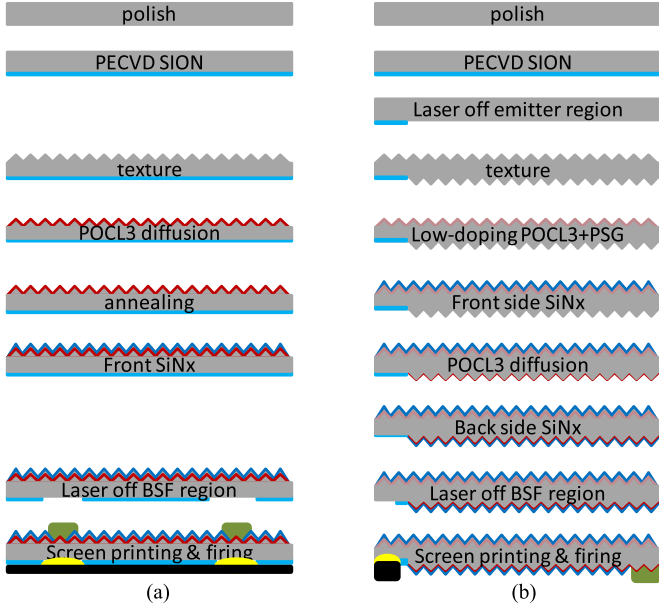 polish
PECVD SION
texture
POCL3 diffusion
annealing
Front SiNx
Laser off BSF region
Screen printing & firing
(a)
polish
PECVD SION
Laser off emitter region
texture
Low-doping POCL3+PSG
Front side SiNx
POCL3 diffusion
Back side SiNx
Laser off BSF region
Screen printing & firing
(b)